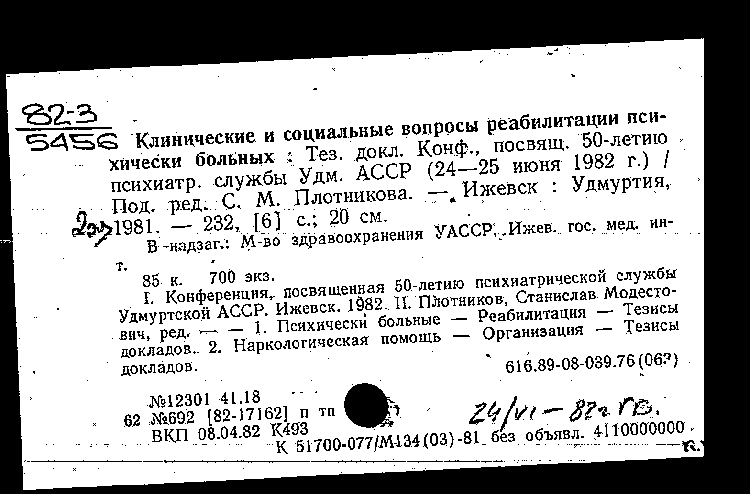 82-3
5456
Клинические и социальные вопросы реабилитации пси-
хически больных : Тез. докл. Конф., посвящ. 50-летию
психиатр. службы Удм. АССР (24—25 июня 1982 г.) /
Под. ред. С. М. Плотникова. — Ижевск : Удмуртия,
2экз 1981. — 232, [6] с.; 20 см.
В надзаг.: М-во здравоохранения УАССР, Ижев. гос. мед. ин-
т.
85 к. 700 экз.
I. Конференция, посвященная 50-летию психиатрической службы
Удмуртской АССР. Ижевск. 1982. II. Плотников, Станислав Модесто-
вич, ред. — — 1. Психически больные — Реабилитация — Тезисы
докладов. 2. Наркологическая помощь — Организация — Тезисы
докладов.
616.89-08-039.76(063)
№12301 41.18
62 №692 [82-17162] п тп
ВКП 08.04.82 К493
24/VI — 82г
К 51700-077/М134(03)-81 без объявл. 4110000000